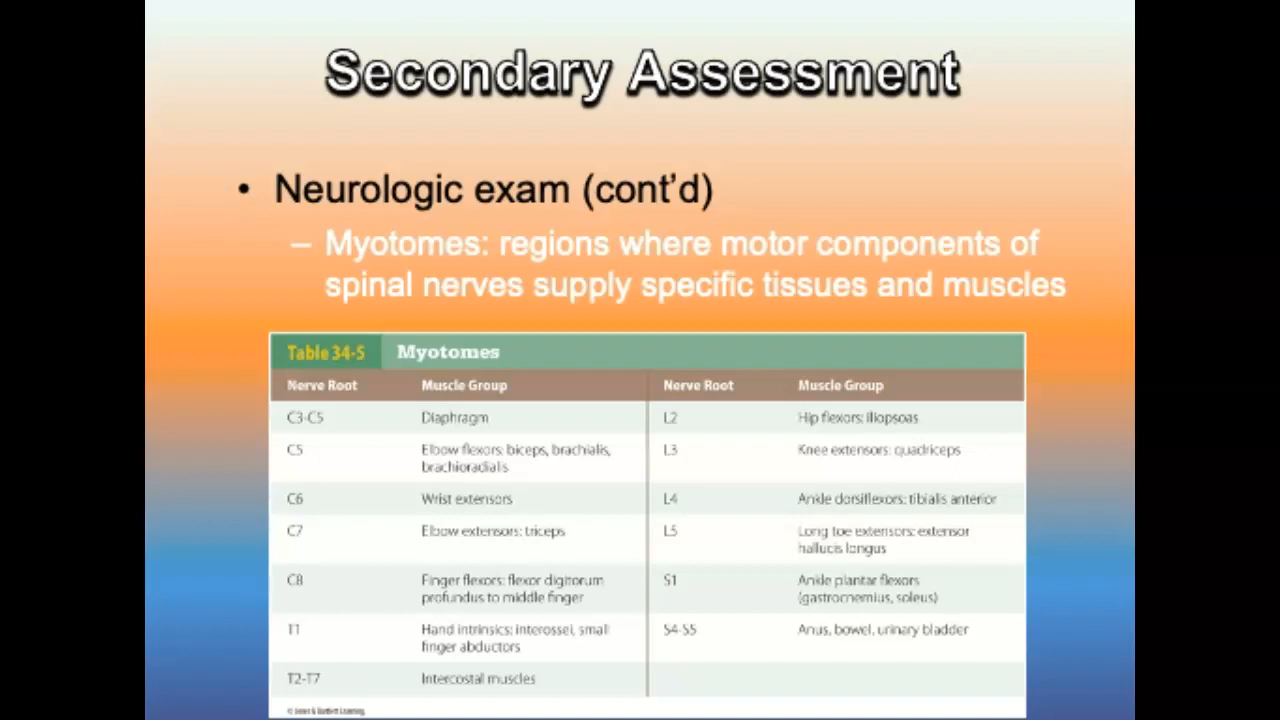 Secondary Assessment
• Neurologic exam (cont’d)
– Myotomes: regions where motor components of
spinal nerves supply specific tissues and muscles
Table 34-5 Myotomes
Nerve Root Muscle Group Nerve Root Muscle Group
C3-C5 Diaphragm L2 Hip flexors: iliopsoas
C5 Elbow flexors: biceps, brachialis, L3 Knee extensors: quadriceps
brachioradialis
C6 Wrist extensors L4 Ankle dorsiflexors: tibialis anterior
C7 Elbow extensors: triceps L5 Long toe extensors: extensor
hallucis longus
C8 Finger flexors: flexor digitorum S1 Ankle plantar flexors
profundus to middle finger (gastrocnemius, soleus)
T1 Hand intrinsics: interossei, small S4-S5 Anus, bowel, urinary bladder
finger abductors
T2-T7 Intercostal muscles
© Jones & Bartlett Learning.